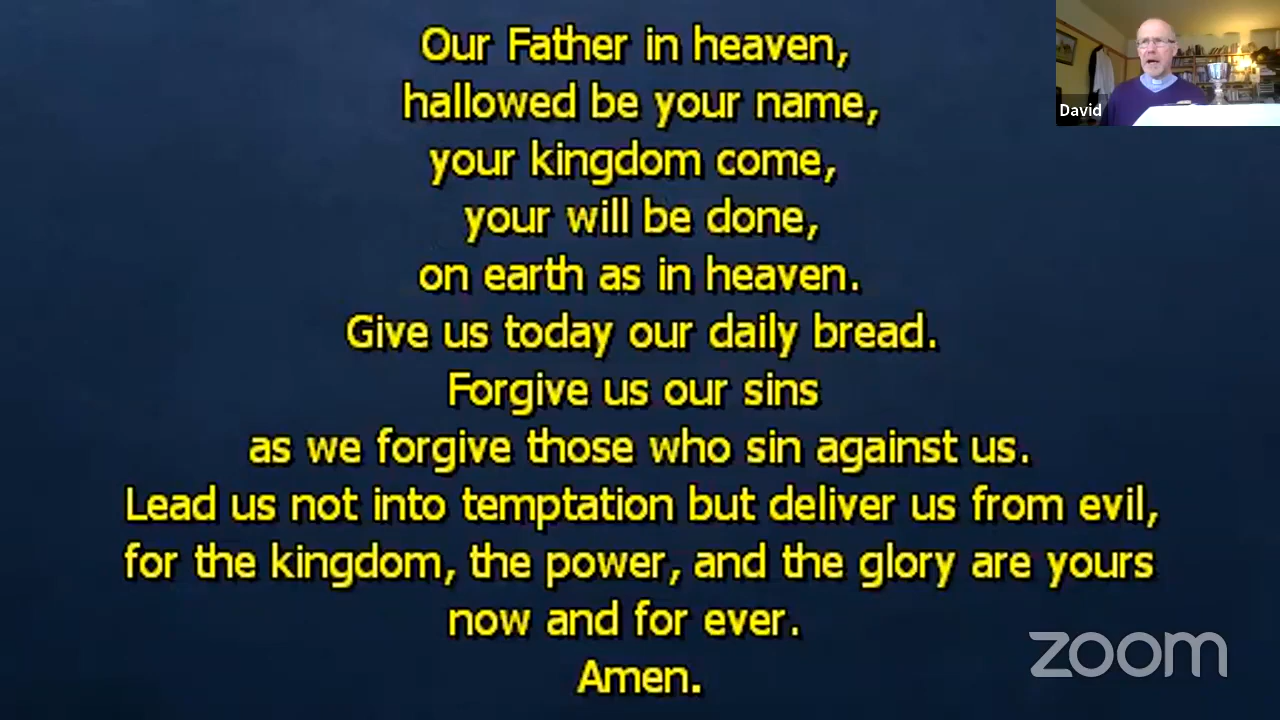 Our Father in heaven,
hallowed be your name,
your kingdom come,
your will be done,
on earth as in heaven.
Give us today our daily bread.
Forgive us our sins
as we forgive those who sin against us.
Lead us not into temptation but deliver us from evil,
for the kingdom, the power, and the glory are yours
now and for ever.
Amen.
David
zoom